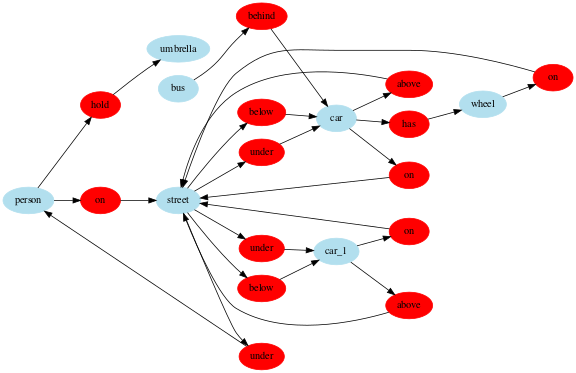 behind
umbrella
bus
on
above
hold
below
car
has
wheel
under
on
person
on
street
on
under
car_1
below
above
under